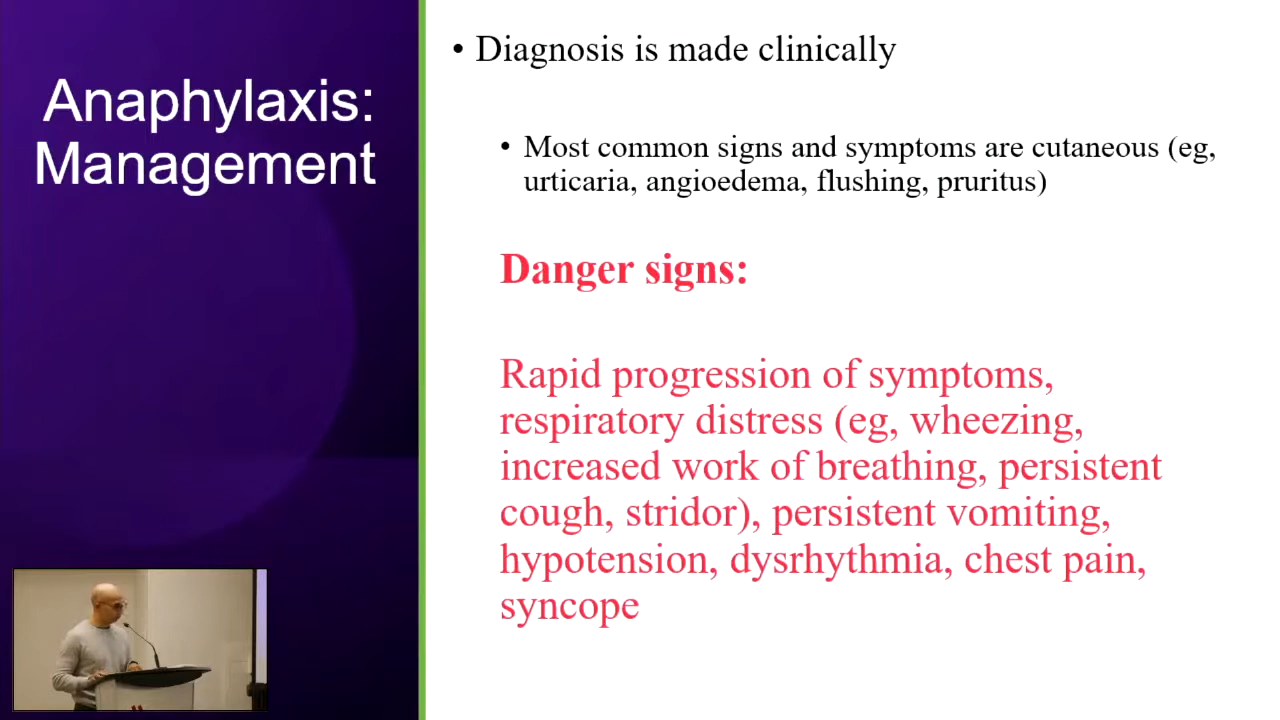 Anaphylaxis:
Management
• Diagnosis is made clinically
• Most common signs and symptoms are cutaneous (eg,
urticaria, angioedema, flushing, pruritus)
Danger signs:
Rapid progression of symptoms,
respiratory distress (eg, wheezing,
increased work of breathing, persistent
cough, stridor), persistent vomiting,
hypotension, dysrhythmia, chest pain,
syncope